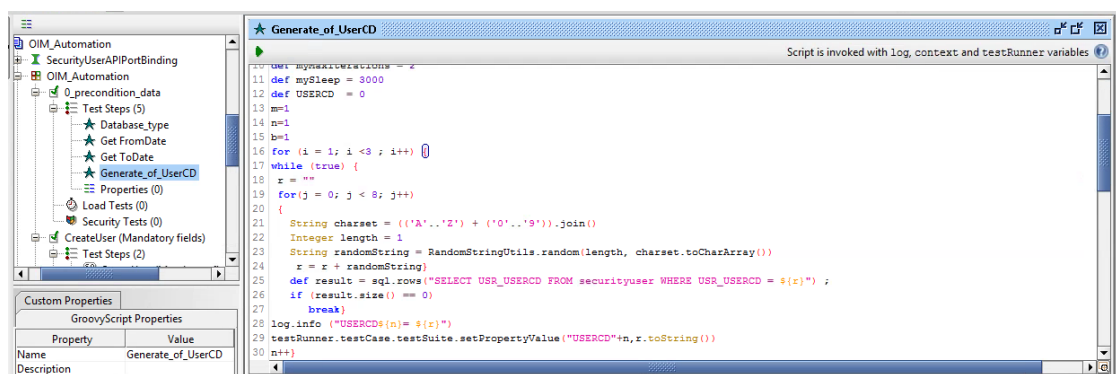 OIM_Automation
SecurityUserAPIPortBinding
OIM_Automation
0_precondition_data
Test Steps (5)
Database_type
Get FromDate
Get ToDate
Generate_of_UserCD
Properties (0)
Load Tests (0)
Security Tests (0)
CreateUser (Mandatory fields)
Test Steps (2)
Custom Properties
GroovyScript Properties
Property Value
Name Generate_of_UserCD
Description
Generate_of_UserCD
Script is invoked with log, context and testRunner variables
10 def myMaxIterations = 2
11 def mySleep = 3000
12 def USERCD = 0
13 m=1
14 n=1
15 b=1
16 for (i = 1; i <3 ; i++) {
17 while (true) {
18 r = ""
19 for(j = 0; j < 8; j++)
20 {
21 String charset = (('A'..'Z') + ('0'..'9')).join()
22 Integer length = 1
23 String randomString = RandomStringUtils.random(length, charset.toCharArray())
24 r = r + randomString}
25 def result = sql.rows("SELECT USR_USERCD FROM securityuser WHERE USR_USERCD = ${r}") ;
26 if (result.size() == 0)
27 break}
28 log.info ("USERCD${n}= ${r}")
29 testRunner.testCase.testSuite.setPropertyValue("USERCD"+n,r.toString())
30 n++}